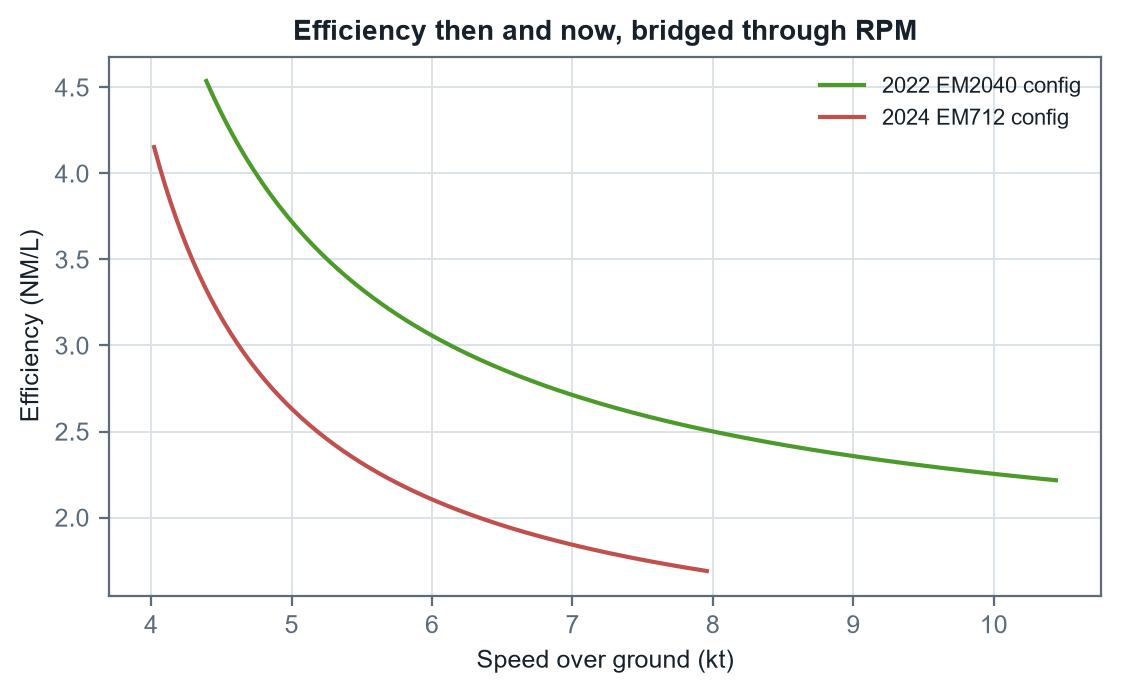 Efficiency then and now, bridged through RPM
2022 EM2040 config
2024 EM712 config
Efficiency (NM/L)
4.5
4.0
3.5
3.0
2.5
2.0
4 5 6 7 8 9 10
Speed over ground (kt)